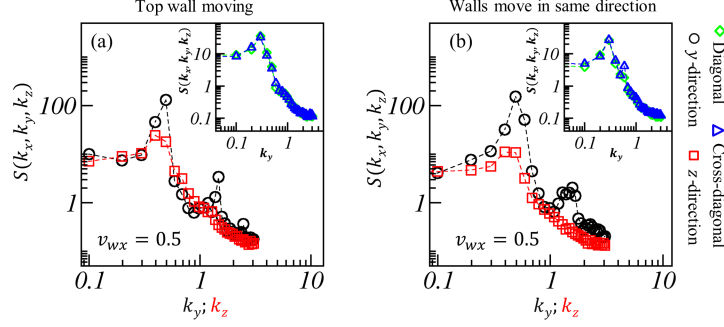 Top wall moving
Walls move in same direction
(a)
S(kx, ky, kz)
100
1
0.1
1
10
ky; kz
vwx = 0.5
S(kx, ky, kz)
10
1
0.1
0.1
1
ky
(b)
S(kx, ky, kz)
100
1
0.1
1
10
ky; kz
vwx = 0.5
S(kx, ky, kz)
10
1
0.1
0.1
1
ky
Diagonal
Cross-diagonal
y-direction
z-direction